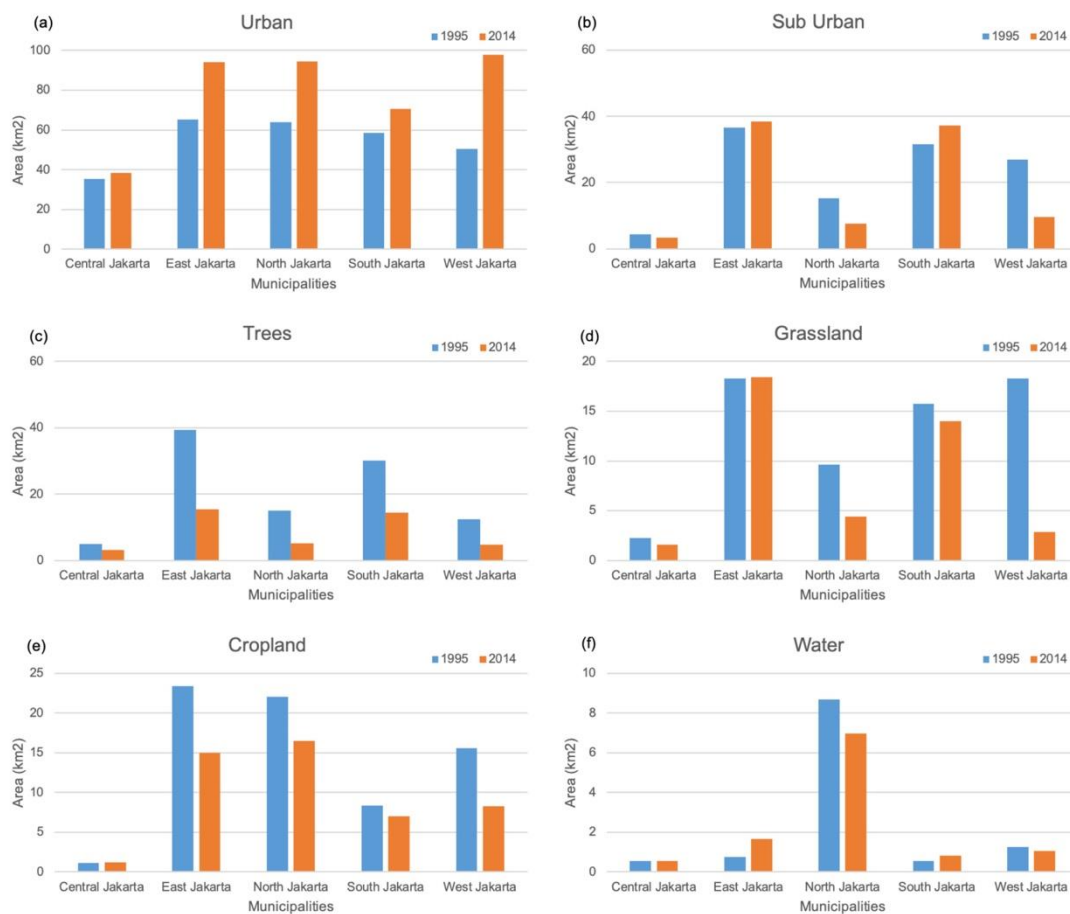 (a)
Urban
1995 2014
100
80
60
40
20
0
Area (km2)
Central Jakarta East Jakarta North Jakarta South Jakarta West Jakarta
Municipalities
(b)
Sub Urban
1995 2014
60
40
20
0
Area (km2)
Central Jakarta East Jakarta North Jakarta South Jakarta West Jakarta
Municipalities
(c)
Trees
1995 2014
60
40
20
0
Area (km2)
Central Jakarta East Jakarta North Jakarta South Jakarta West Jakarta
Municipalities
(d)
Grassland
1995 2014
20
15
10
5
0
Area (km2)
Central Jakarta East Jakarta North Jakarta South Jakarta West Jakarta
Municipalities
(e)
Cropland
1995 2014
25
20
15
10
5
0
Area (km2)
Central Jakarta East Jakarta North Jakarta South Jakarta West Jakarta
Municipalities
(f)
Water
1995 2014
10
8
6
4
2
0
Area (km2)
Central Jakarta East Jakarta North Jakarta South Jakarta West Jakarta
Municipalities